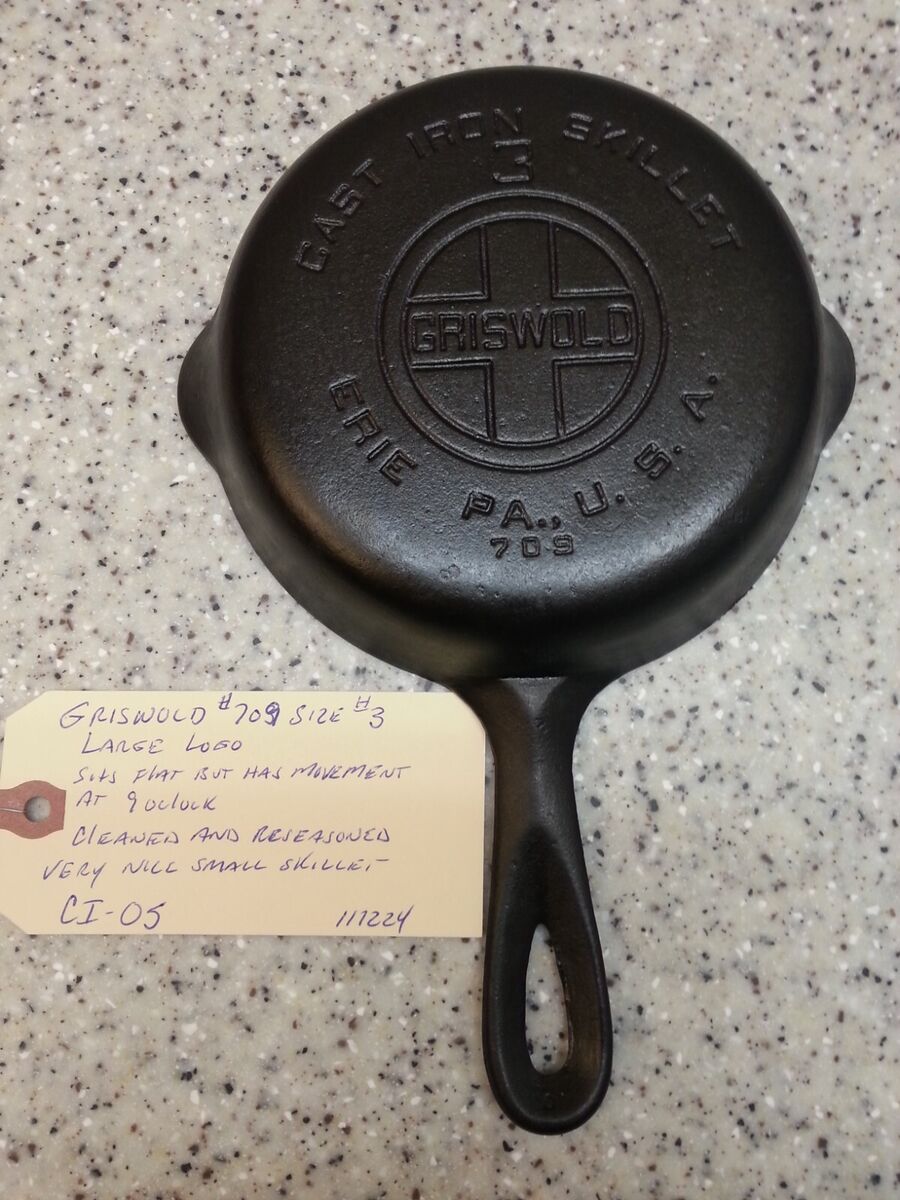 CAST IRON SKILLET
3
GRISWOLD
ERIE PA., U. S. A.
709
GRISWOLD #709 SIZE #3
LARGE LOGO
SITS FLAT BUT HAS MOVEMENT
AT 9 OCLOCK
CLEANED AND RESEASONED
VERY NICE SMALL SKILLET
CI-05 111224